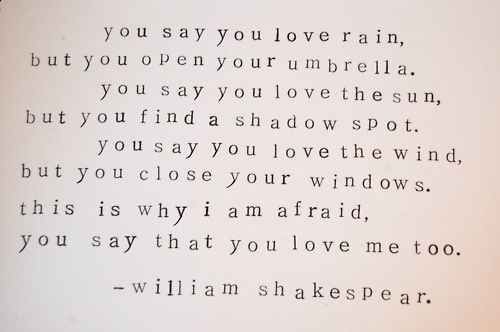 you say you love rain,
but you open your umbrella.
you say you love the sun,
but you find a shadow spot.
you say you love the wind,
but you close your windows.
this is why i am afraid,
you say that you love me too.
- william shakespear.